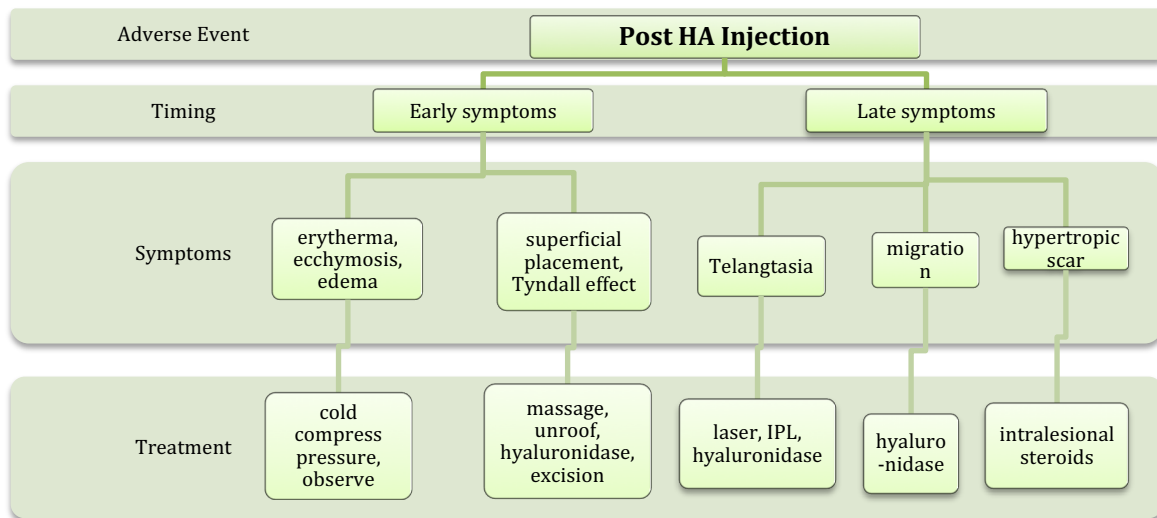 Adverse Event
Post HA Injection
Timing
Early symptoms
Late symptoms
Symptoms
erytherma,
ecchymosis,
edema
superficial
placement,
Tyndall effect
Telangtasia
migratio
n
hypertropic
scar
Treatment
cold
compress
pressure,
observe
massage,
unroof,
hyaluronidase,
excision
laser, IPL,
hyaluronidase
hyaluro
-nidase
intralesional
steroids